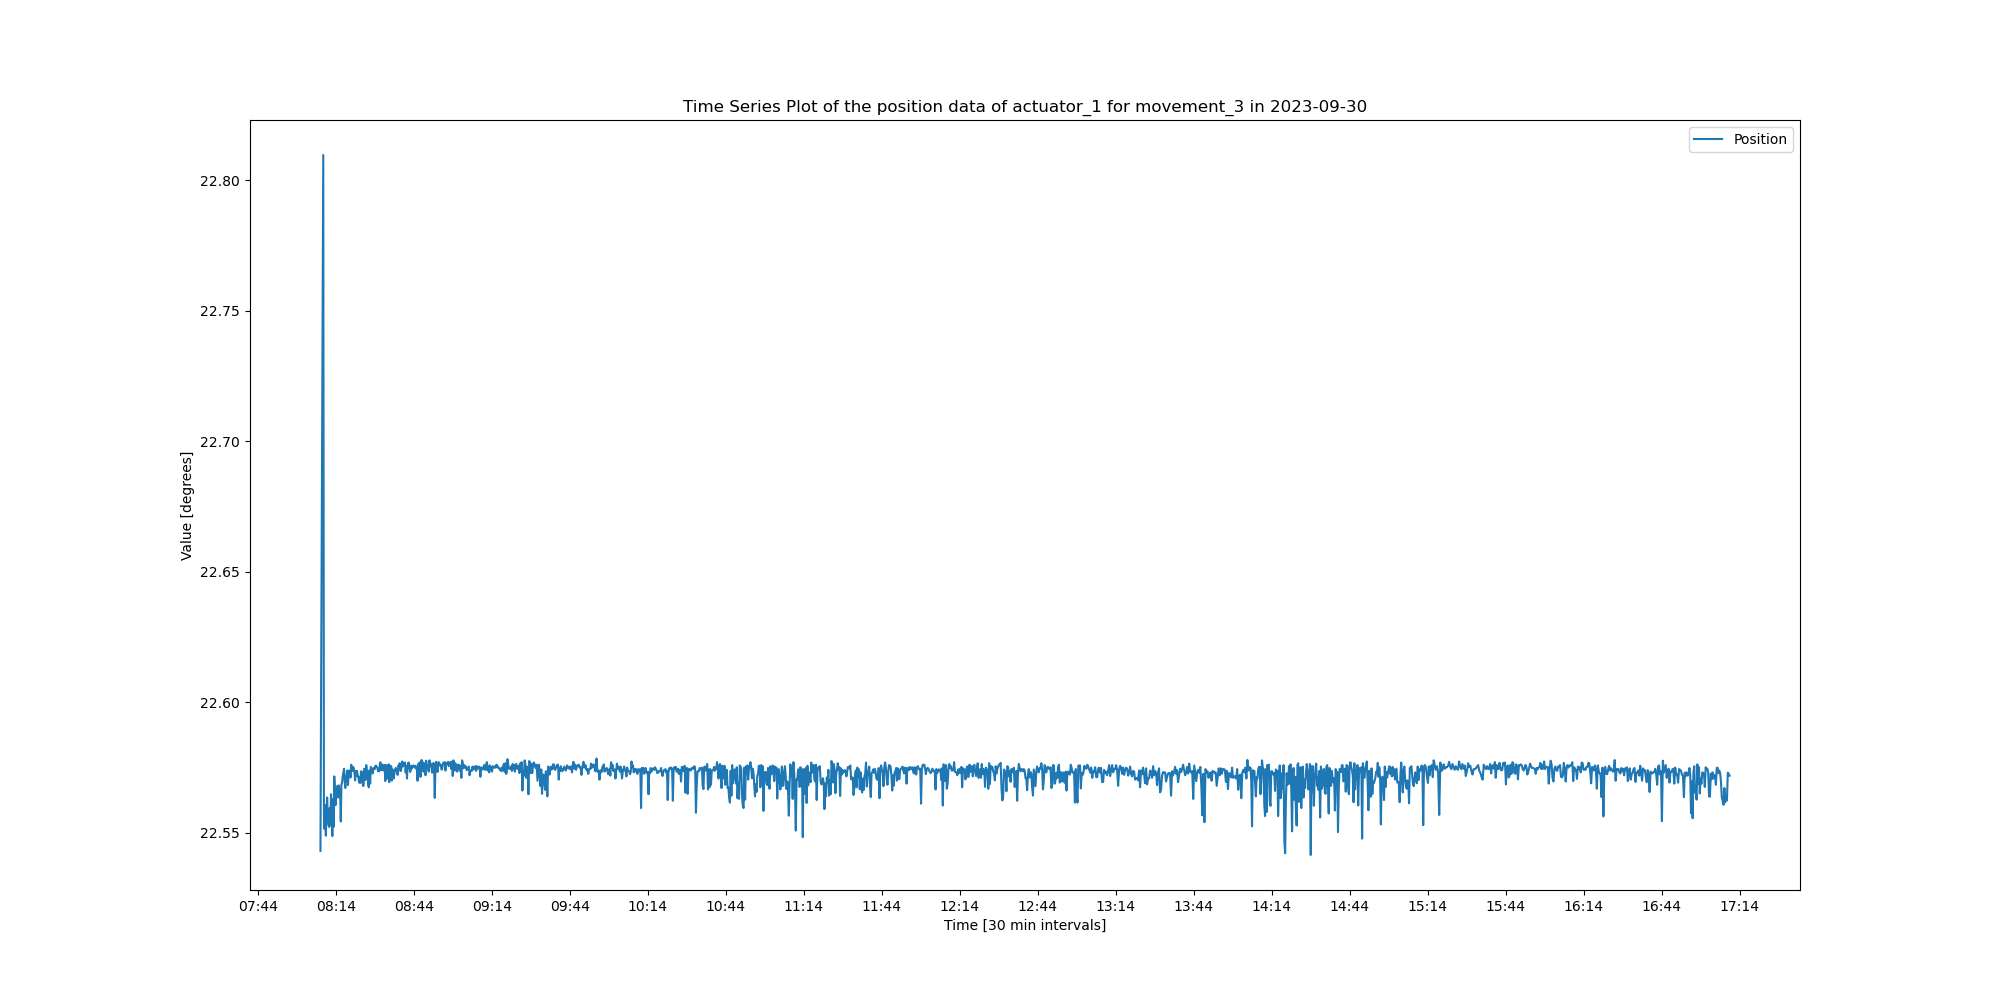 Time Series Plot of the position data of actuator_1 for movement_3 in 2023-09-30
Position
22.80
22.75
22.70
22.65
22.60
22.55
Value [degrees]
07:44 08:14 08:44 09:14 09:44 10:14 10:44 11:14 11:44 12:14 12:44 13:14 13:44 14:14 14:44 15:14 15:44 16:14 16:44 17:14
Time [30 min intervals]